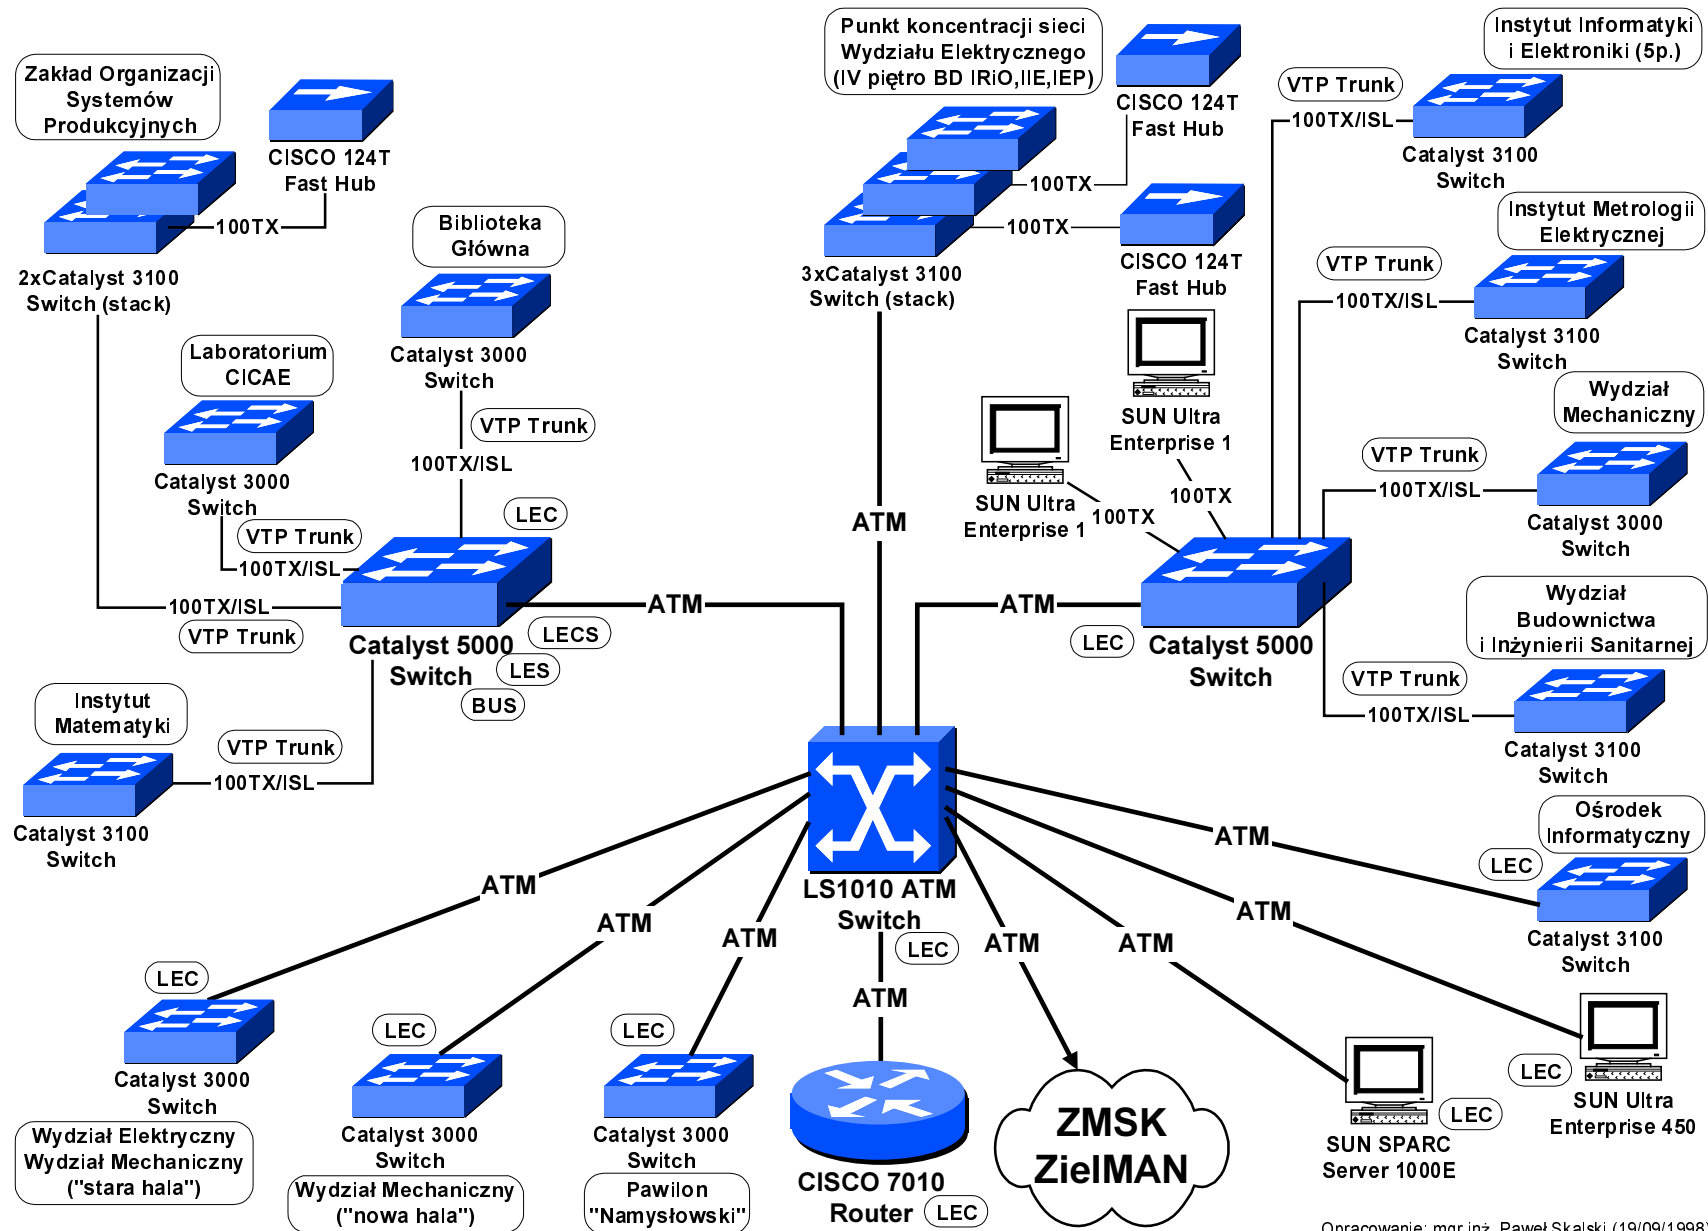 Zakład Organizacji
Systemów
Produkcyjnych
CISCO 124T
Fast Hub
100TX
2xCatalyst 3100
Switch (stack)
Biblioteka
Główna
Catalyst 3000
Switch
VTP Trunk
100TX/ISL
Laboratorium
CICAE
Catalyst 3000
Switch
VTP Trunk
100TX/ISL
100TX/ISL
VTP Trunk
LEC
Catalyst 5000
Switch
LECS
LES
BUS
ATM
Instytut
Matematyki
VTP Trunk
100TX/ISL
Catalyst 3100
Switch
Punkt koncentracji sieci
Wydziału Elektrycznego
(IV piętro BD IRiO,IIE,IEP)
CISCO 124T
Fast Hub
100TX
100TX
CISCO 124T
Fast Hub
3xCatalyst 3100
Switch (stack)
ATM
SUN Ultra
Enterprise 1
100TX
SUN Ultra
Enterprise 1
100TX
Instytut Informatyki
i Elektroniki (5p.)
VTP Trunk
100TX/ISL
Catalyst 3100
Switch
Instytut Metrologii
Elektrycznej
VTP Trunk
100TX/ISL
Catalyst 3100
Switch
Wydział
Mechaniczny
VTP Trunk
100TX/ISL
Catalyst 3000
Switch
ATM
LEC
Catalyst 5000
Switch
Wydział
Budownictwa
i Inżynierii Sanitarnej
VTP Trunk
100TX/ISL
Catalyst 3100
Switch
LS1010 ATM
Switch
LEC
ATM
Ośrodek
Informatyczny
LEC
Catalyst 3100
Switch
ATM
ATM
ATM
ATM
ATM
ATM
ATM
LEC
Catalyst 3000
Switch
Wydział Elektryczny
Wydział Mechaniczny
("stara hala")
LEC
Catalyst 3000
Switch
Wydział Mechaniczny
("nowa hala")
LEC
Catalyst 3000
Switch
Pawilon
"Namysłowski"
CISCO 7010
Router
LEC
ZMSK
ZielMAN
SUN SPARC
Server 1000E
LEC
LEC
SUN Ultra
Enterprise 450
Opracowanie: mgr inż. Paweł Skalski (19/09/1998)